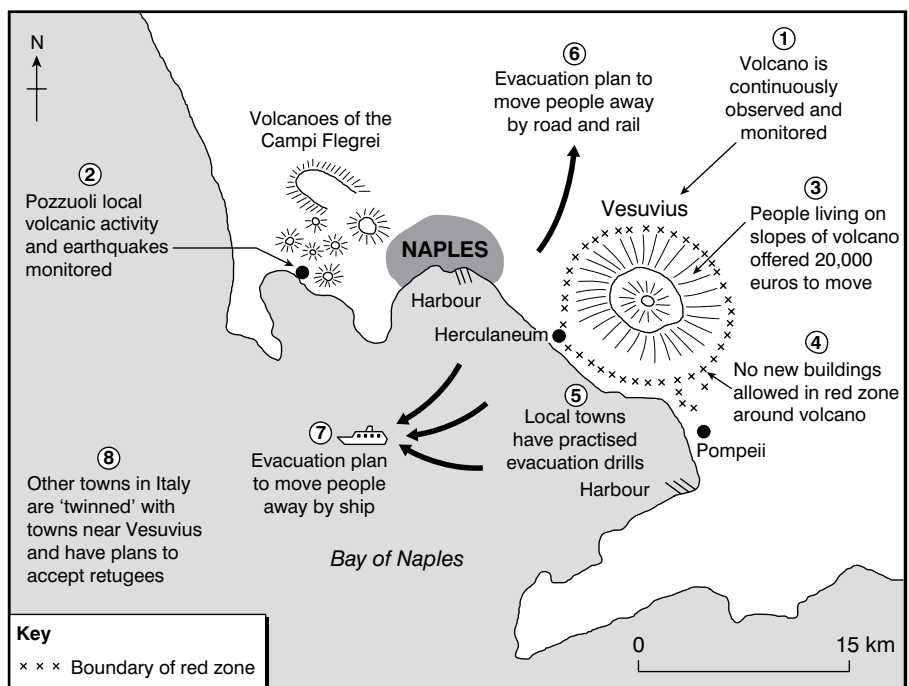 N
①
Volcano is
continuously
observed and
monitored
②
Pozzuoli local
volcanic activity
and earthquakes
monitored
③
People living on
slopes of volcano
offered 20,000
euros to move
④
No new buildings
allowed in red zone
around volcano
⑤
Local towns
have practised
evacuation drills
⑥
Evacuation plan to
move people away
by road and rail
⑦
Evacuation plan
to move people
away by ship
⑧
Other towns in Italy
are ‘twinned’ with
towns near Vesuvius
and have plans to
accept refugees
Volcanoes of the
Campi Flegrei
Vesuvius
NAPLES
Harbour
Herculaneum
Pompeii
Harbour
Bay of Naples
Key
× × × Boundary of red zone
0 15 km